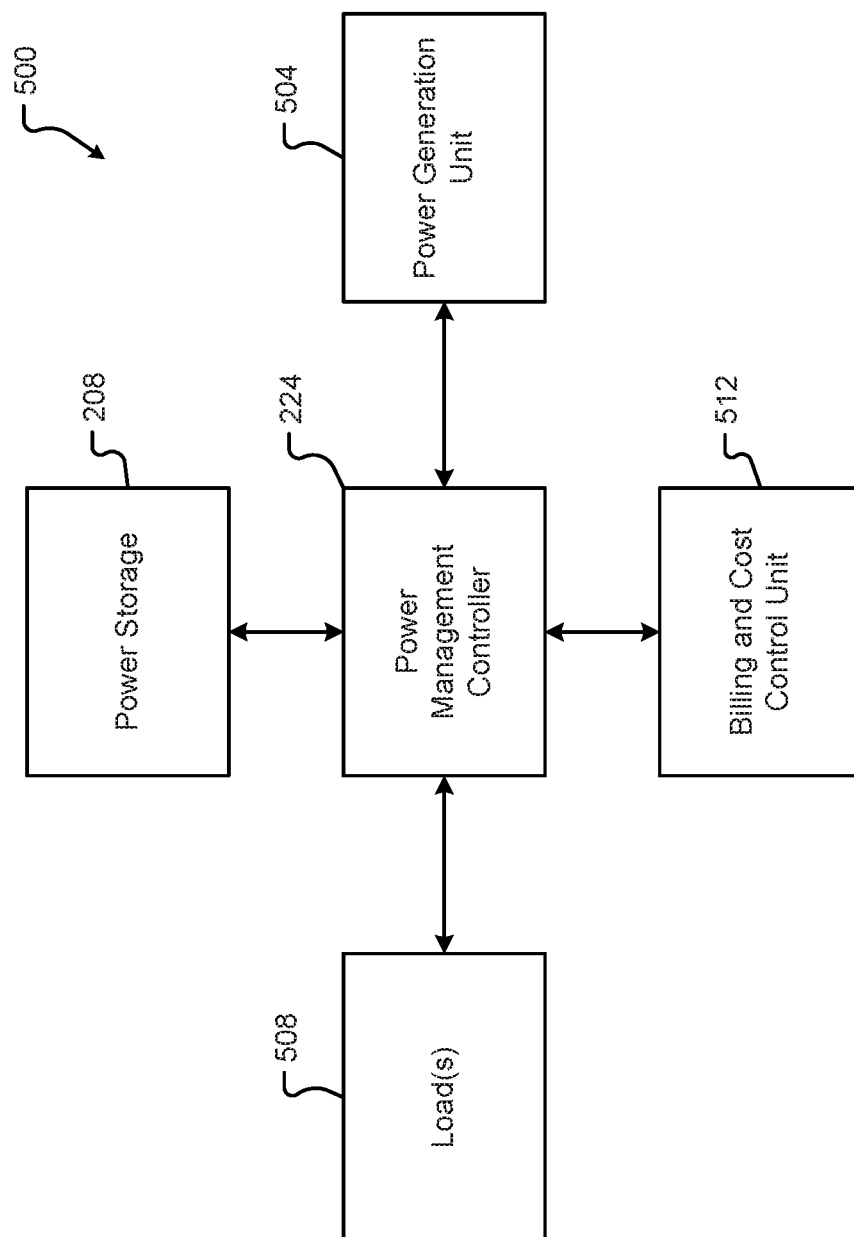 500
208
Power Storage
504
Power Generation
Unit
224
Power
Management
Controller
508
Load(s)
512
Billing and Cost
Control Unit